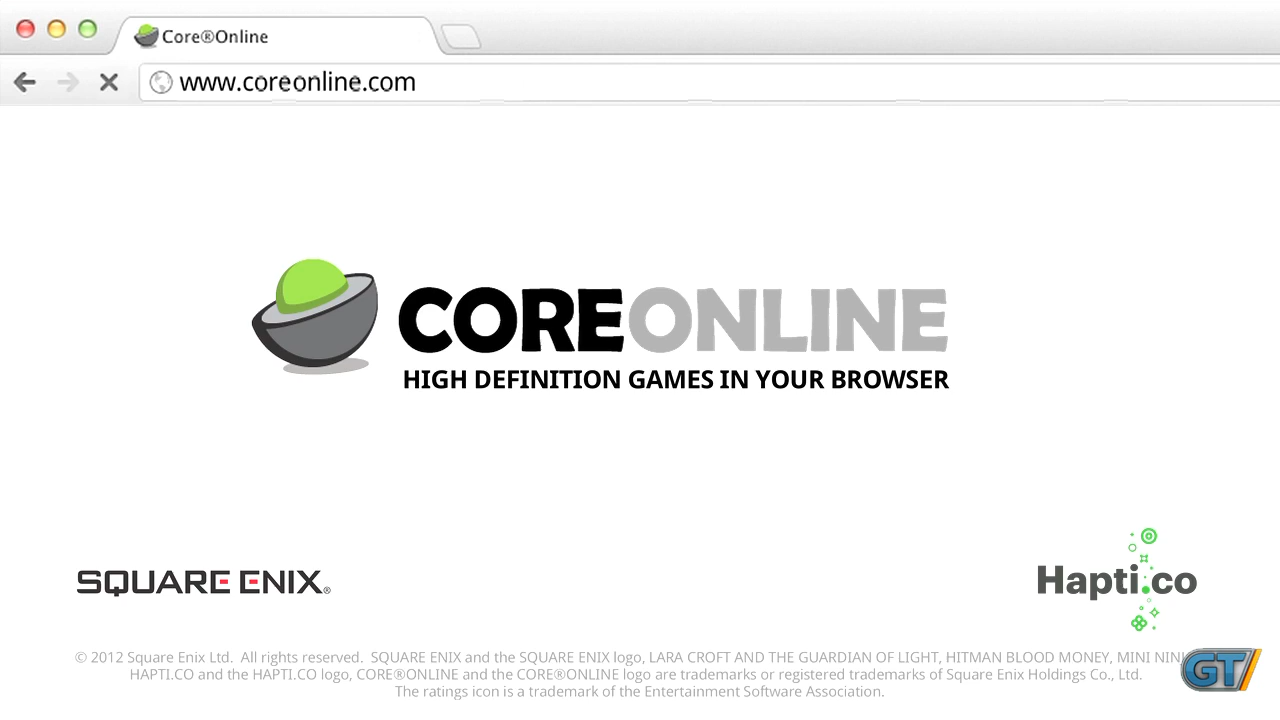 Core®Online
www.coreonline.com
COREONLINE
HIGH DEFINITION GAMES IN YOUR BROWSER
SQUARE ENIX®
Hapti.co
© 2012 Square Enix Ltd. All rights reserved. SQUARE ENIX and the SQUARE ENIX logo, LARA CROFT AND THE GUARDIAN OF LIGHT, HITMAN BLOOD MONEY, MINI
HAPTI.CO and the HAPTI.CO logo, CORE®ONLINE and the CORE®ONLINE logo are trademarks or registered trademarks of Square Enix Holdings Co., Ltd.
The ratings icon is a trademark of the Entertainment Software Association.
GT